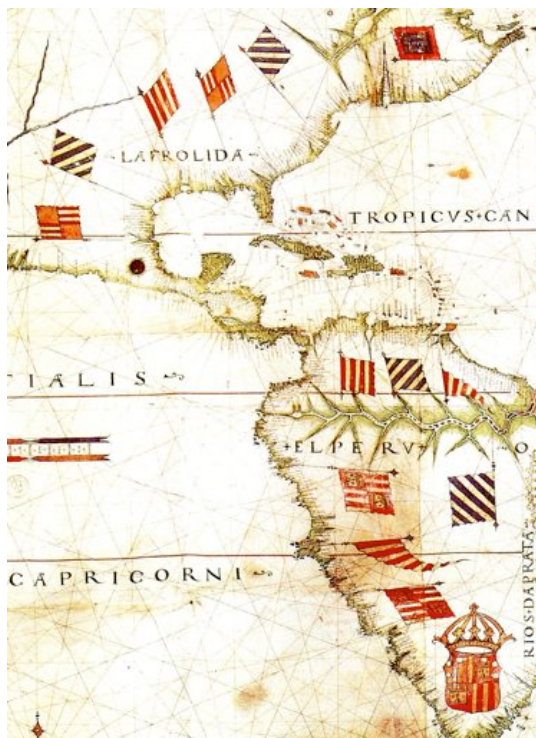 ·LAFROLIDA·
TROPICVS·CAN
TIALIS
·ELPERV·
O
CAPRICORNI
RIOS·DAPRATA·